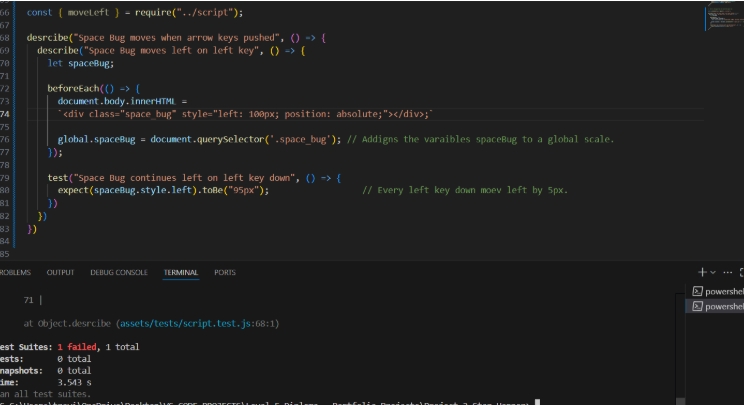 66 const { moveLeft } = require("../script");
67
68 desrcibe("Space Bug moves when arrow keys pushed", () => {
69 describe("Space Bug moves left on left key", () => {
70 let spaceBug;
71
72 beforeEach(() => {
73 document.body.innerHTML =
74 `<div class="space_bug" style="left: 100px; position: absolute;"></div>;`
75
76 global.spaceBug = document.querySelector('.space_bug'); // Addigns the varaibles spaceBug to a global scale.
77 });
78
79 test("Space Bug continues left on left key down", () => {
80 expect(spaceBug.style.left).toBe("95px"); // Every left key down moev left by 5px.
81 })
82 })
83 })
84
85
ROBLEMS OUTPUT DEBUG CONSOLE TERMINAL PORTS
71 |
at Object.desrcibe (assets/tests/script.test.js:68:1)
est Suites: 1 failed, 1 total
ests: 0 total
napshots: 0 total
ime: 3.543 s
an all test suites.
powershel
powershel